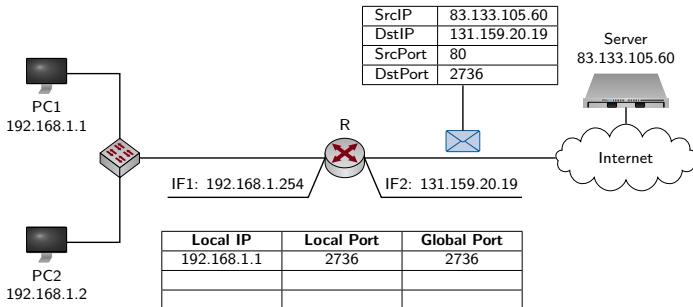 SrcIP 83.133.105.60
DstIP 131.159.20.19
SrcPort 80
DstPort 2736
Server
83.133.105.60
PC1
192.168.1.1
R
Internet
IF1: 192.168.1.254
IF2: 131.159.20.19
PC2
192.168.1.2
Local IP Local Port Global Port
192.168.1.1 2736 2736